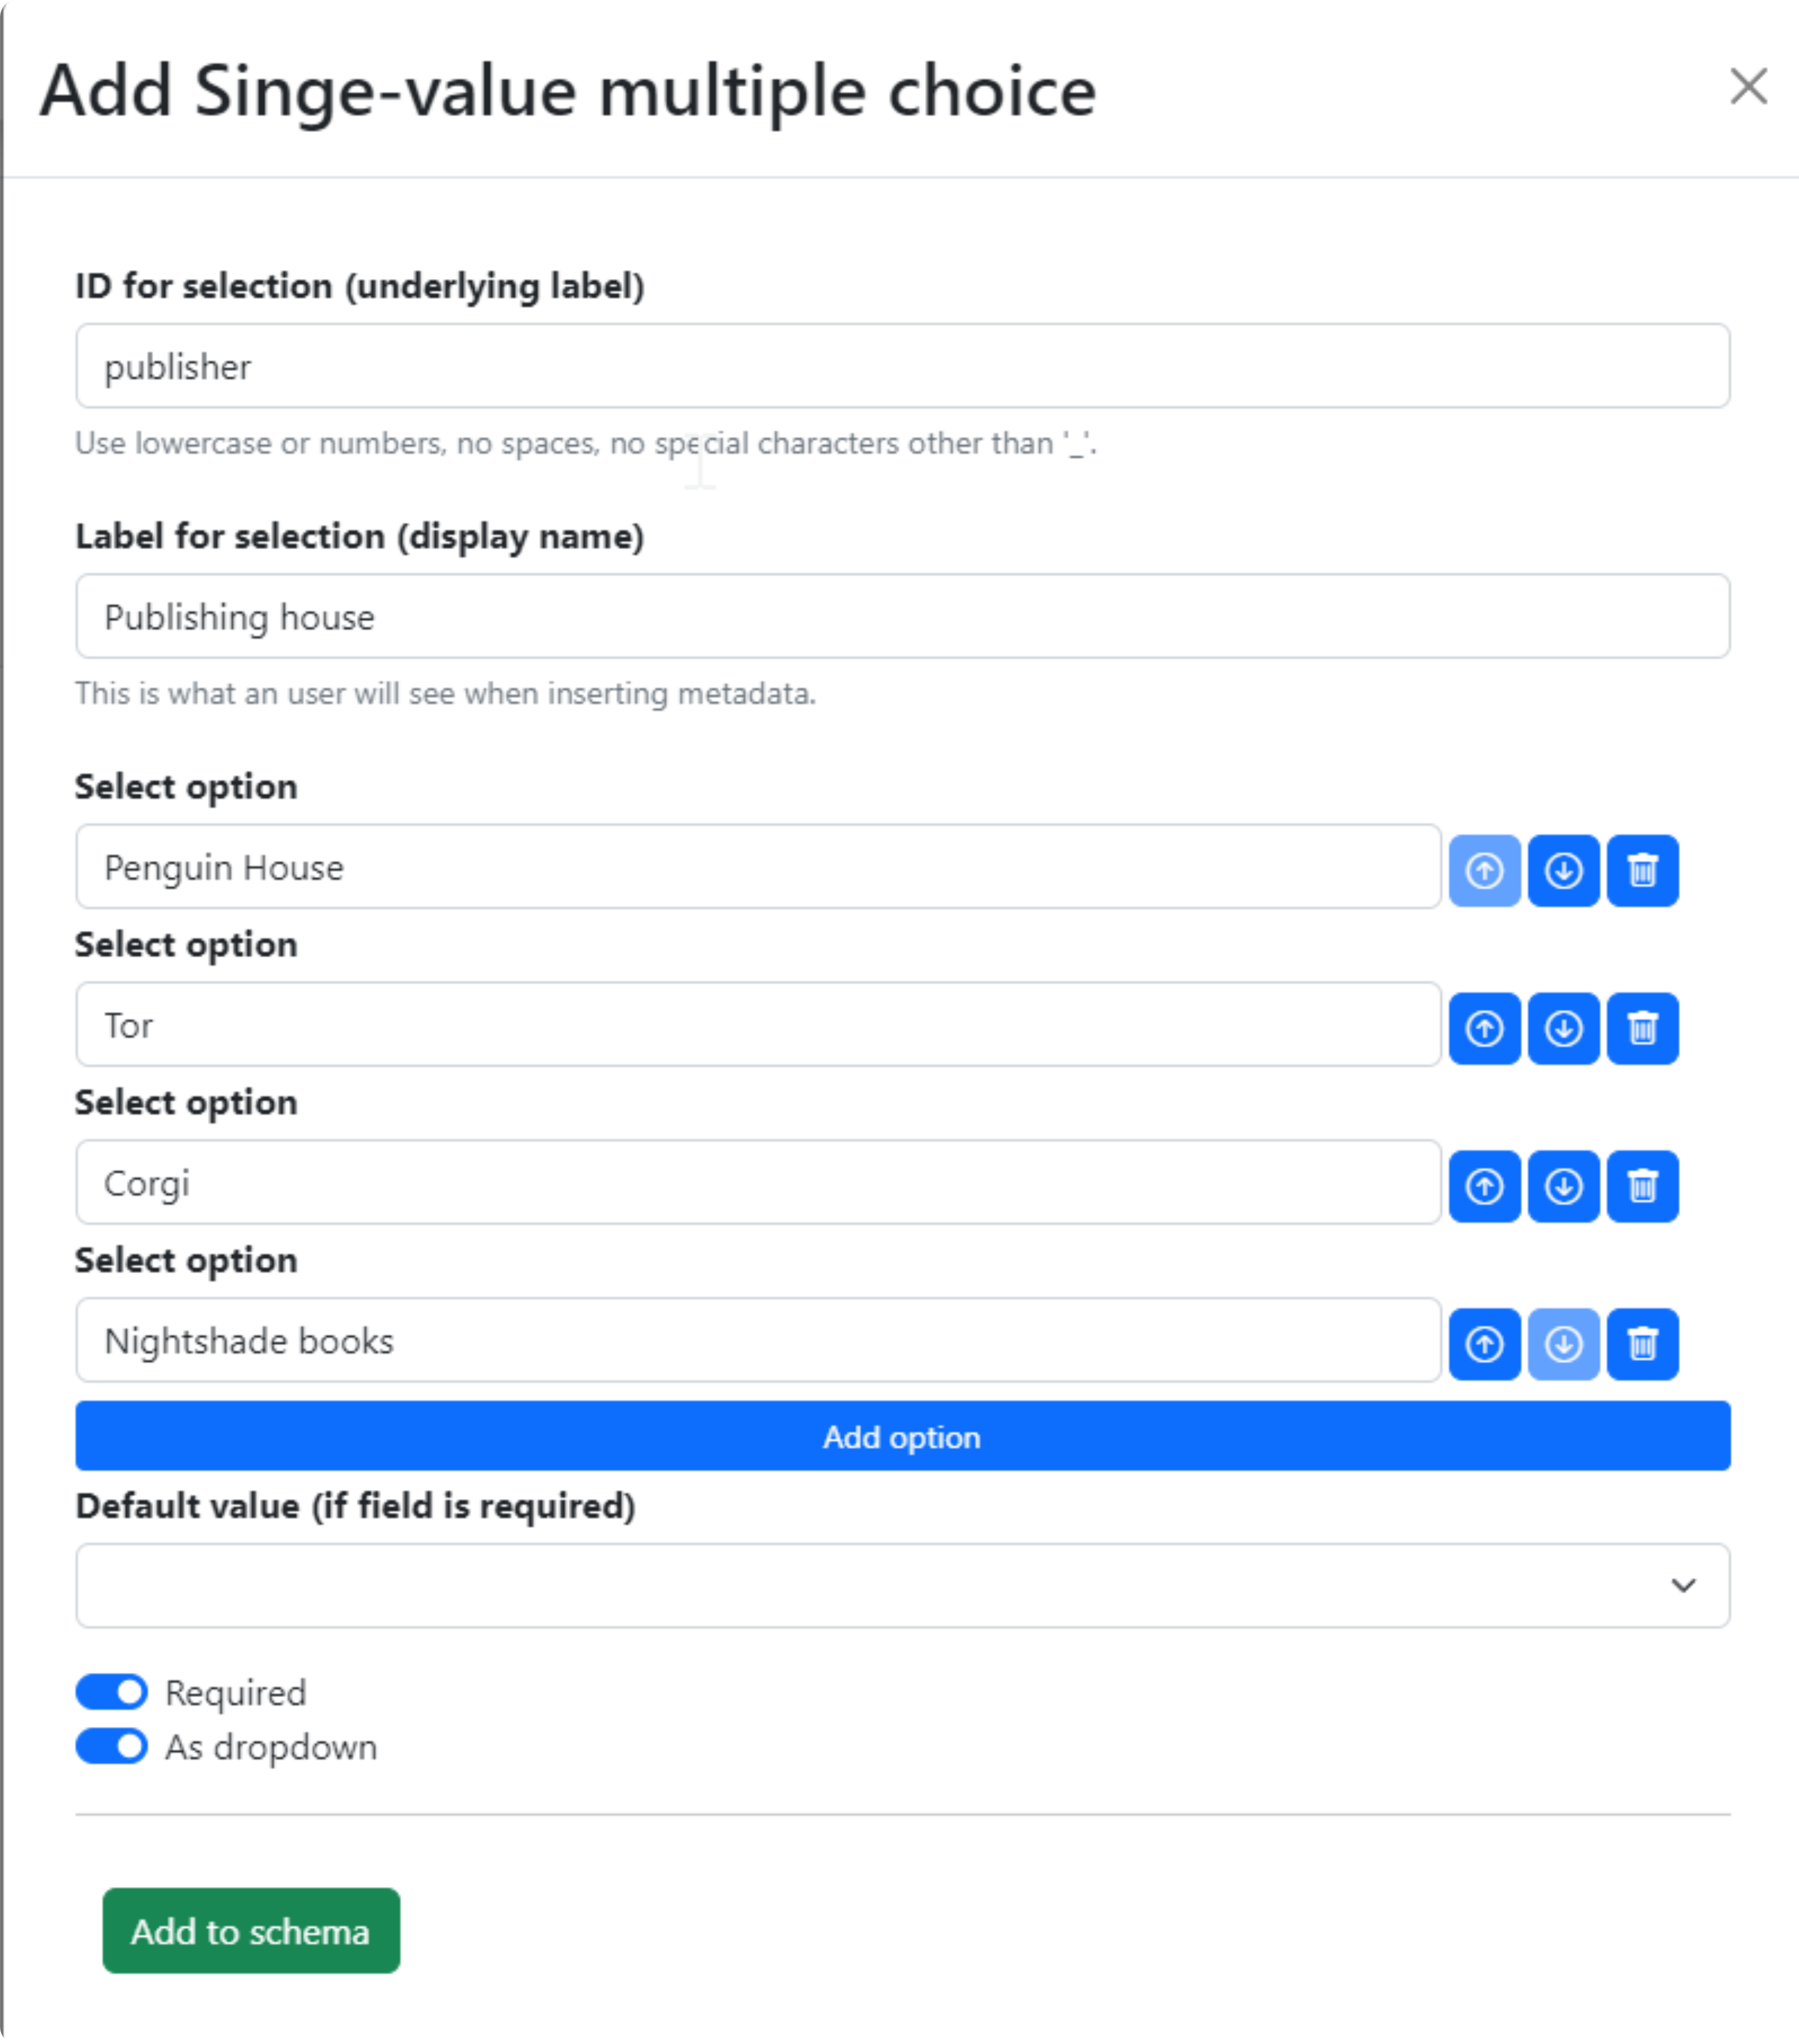 Add Singe-value multiple choice
ID for selection (underlying label)
publisher
Use lowercase or numbers, no spaces, no special characters other than '_'.
Label for selection (display name)
Publishing house
This is what an user will see when inserting metadata.
Select option
Penguin House
Select option
Tor
Select option
Corgi
Select option
Nightshade books
Add option
Default value (if field is required)
Required
As dropdown
Add to schema